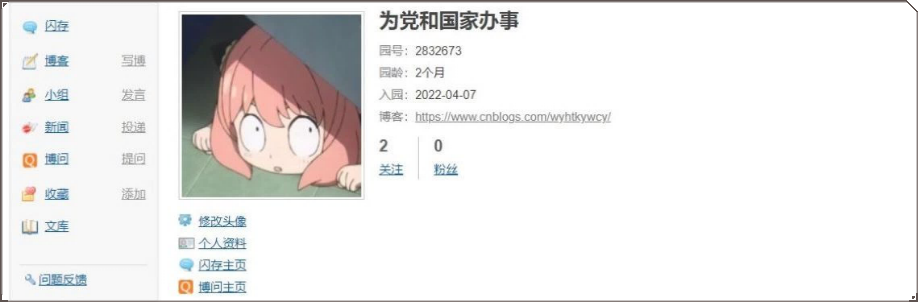 闪存
博客 写博
小组 发言
新闻 投递
博问 提问
收藏 添加
文库
问题反馈
为党和国家办事
园号：2832673
园龄：2个月
入园：2022-04-07
博客：https://www.cnblogs.com/wyhtkywcy/
2 0
关注 粉丝
修改头像
个人资料
闪存主页
博问主页